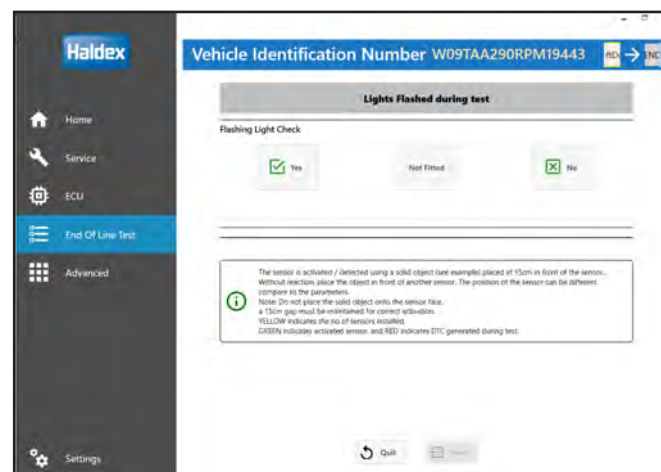 Haldex
Vehicle Identification Number W09TAA290RPM19443
Lights Flashed during test
Home
Flashing Light Check
Service
Yes
Not Fitted
No
ECU
End Of Line Test
Advanced
The sensor is activated / detected using a solid object (see example) placed at 15cm in front of the sensor.
Without reaction, place the object in front of another sensor. The position of the sensor can be different
compare to the parameters.
Note: Do not place the solid object onto the sensor face.
a 15cm gap must be maintained for correct activation.
YELLOW indicates the no of sensors installed.
GREEN indicates activated sensor. and RED indicates DTC generated during test.
Settings
Quit